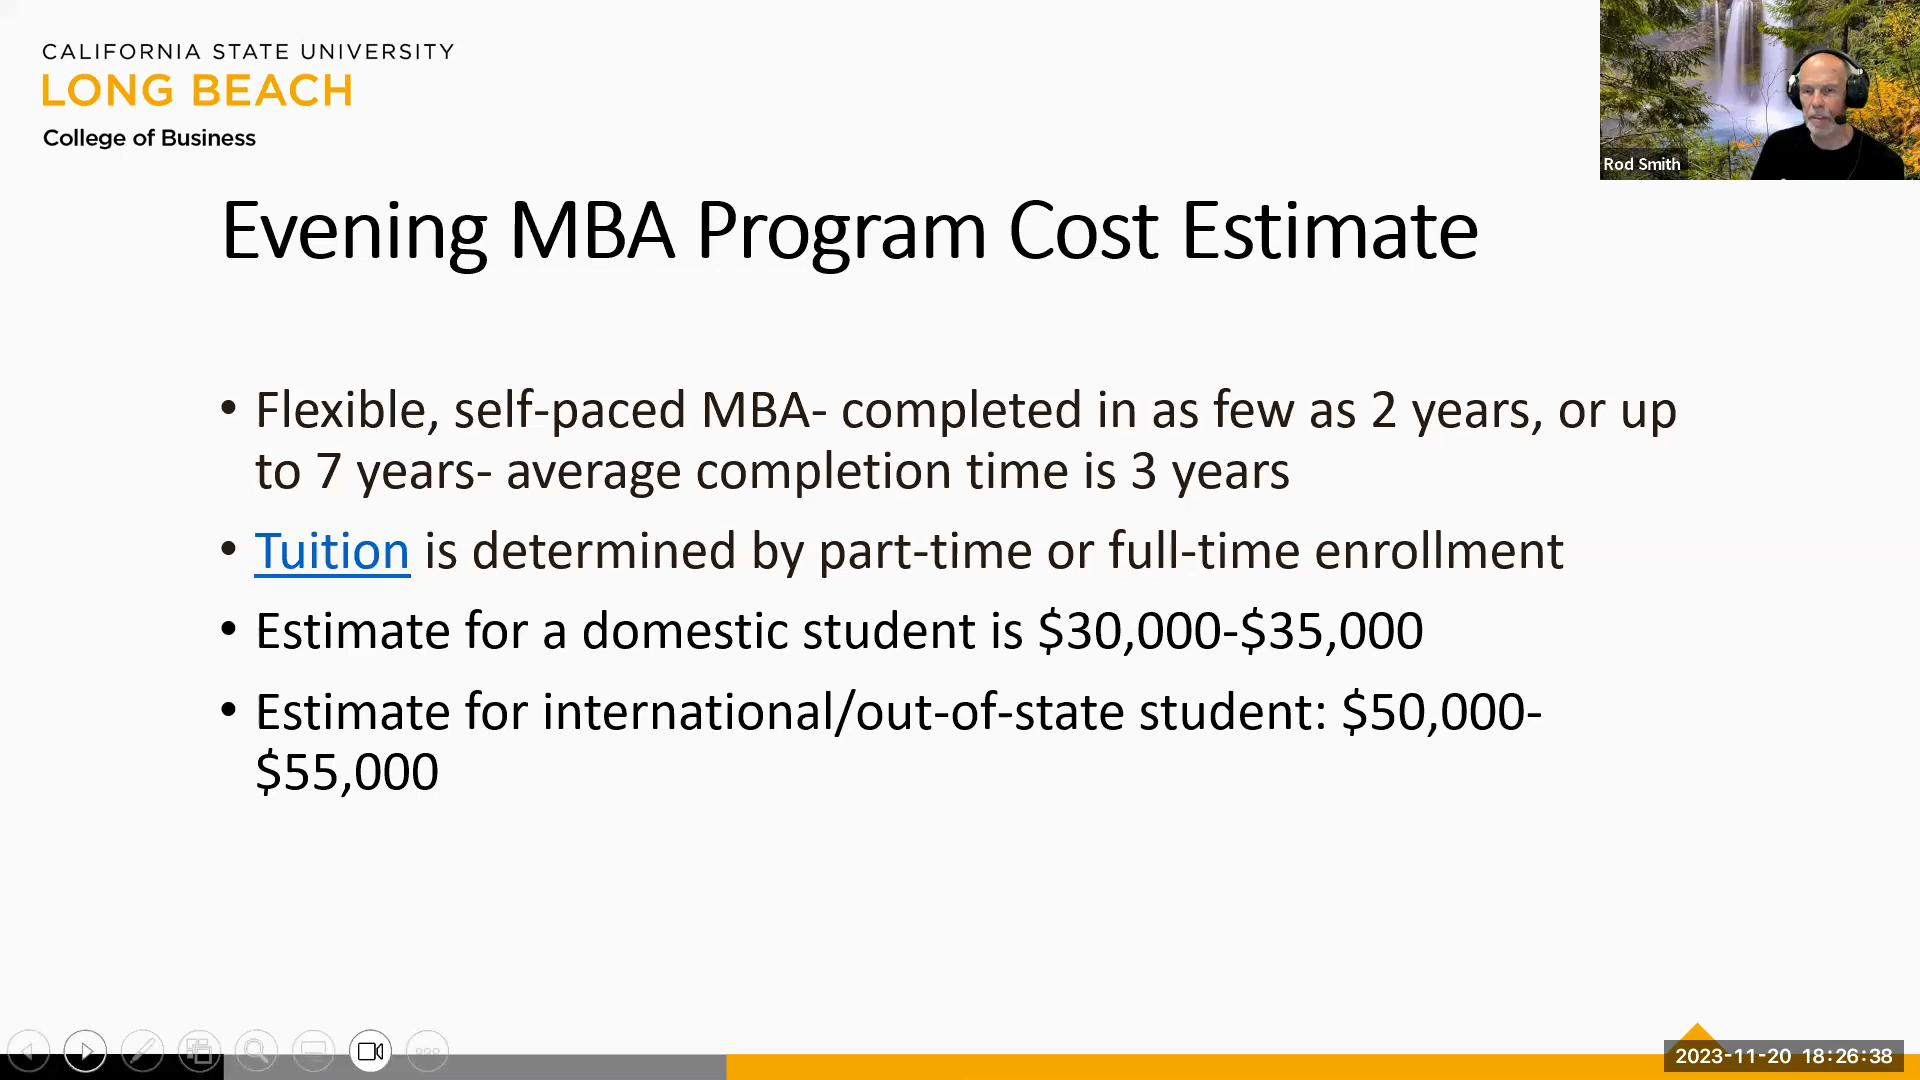 CALIFORNIA STATE UNIVERSITY
LONG BEACH
College of Business
Rod Smith
Evening MBA Program Cost Estimate
• Flexible, self-paced MBA- completed in as few as 2 years, or up
to 7 years- average completion time is 3 years
• Tuition is determined by part-time or full-time enrollment
• Estimate for a domestic student is $30,000-$35,000
• Estimate for international/out-of-state student: $50,000-
$55,000
2023-11-20 18:26:38